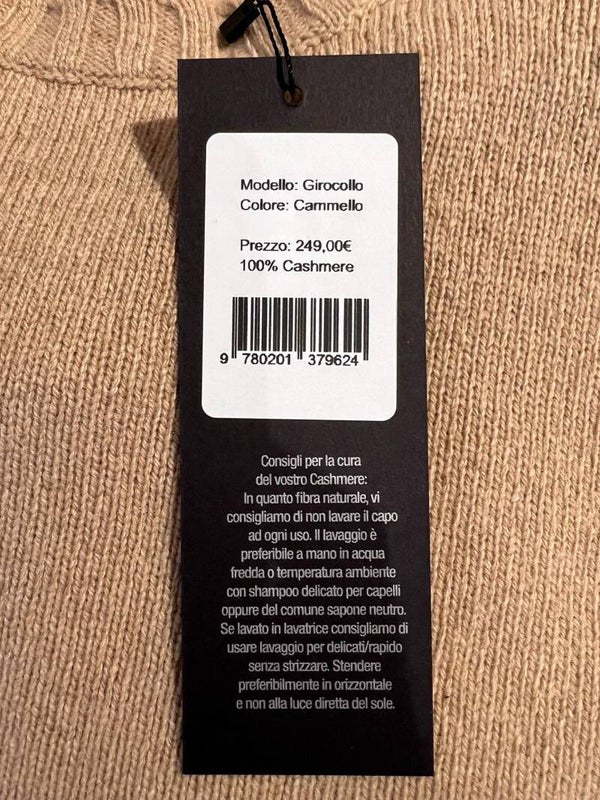 Modello: Girocollo
Colore: Cammello
Prezzo: 249,00€
100% Cashmere
9 780201 379624
Consigli per la cura
del vostro Cashmere:
In quanto fibra naturale, vi
consigliamo di non lavare il capo
ad ogni uso. Il lavaggio è
preferibile a mano in acqua
fredda o temperatura ambiente
con shampoo delicato per capelli
oppure del comune sapone neutro.
Se lavato in lavatrice consigliamo di
usare lavaggio per delicati/rapido
senza strizzare. Stendere
preferibilmente in orizzontale
e non alla luce diretta del sole.